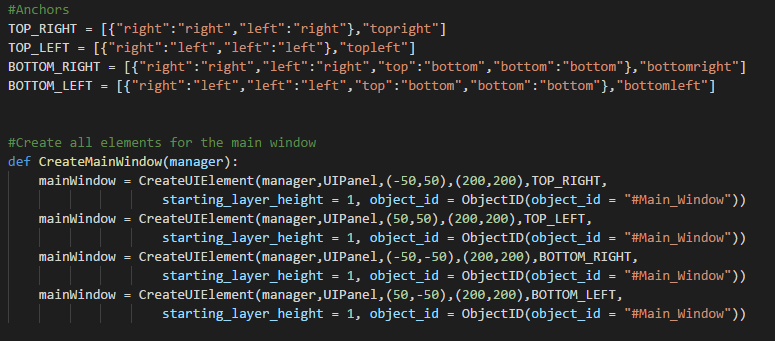 #Anchors
TOP_RIGHT = [{"right":"right","left":"right"},"topright"]
TOP_LEFT = [{"right":"left","left":"left"},"topleft"]
BOTTOM_RIGHT = [{"right":"right","left":"right","top":"bottom","bottom":"bottom"},"bottomright"]
BOTTOM_LEFT = [{"right":"left","left":"left","top":"bottom","bottom":"bottom"},"bottomleft"]
#Create all elements for the main window
def CreateMainWindow(manager):
    mainWindow = CreateUIElement(manager,UIPanel,(-50,50),(200,200),TOP_RIGHT,
                    starting_layer_height = 1, object_id = ObjectID(object_id = "#Main_Window"))
    mainWindow = CreateUIElement(manager,UIPanel,(50,50),(200,200),TOP_LEFT,
                    starting_layer_height = 1, object_id = ObjectID(object_id = "#Main_Window"))
    mainWindow = CreateUIElement(manager,UIPanel,(-50,-50),(200,200),BOTTOM_RIGHT,
                    starting_layer_height = 1, object_id = ObjectID(object_id = "#Main_Window"))
    mainWindow = CreateUIElement(manager,UIPanel,(50,-50),(200,200),BOTTOM_LEFT,
                    starting_layer_height = 1, object_id = ObjectID(object_id = "#Main_Window"))